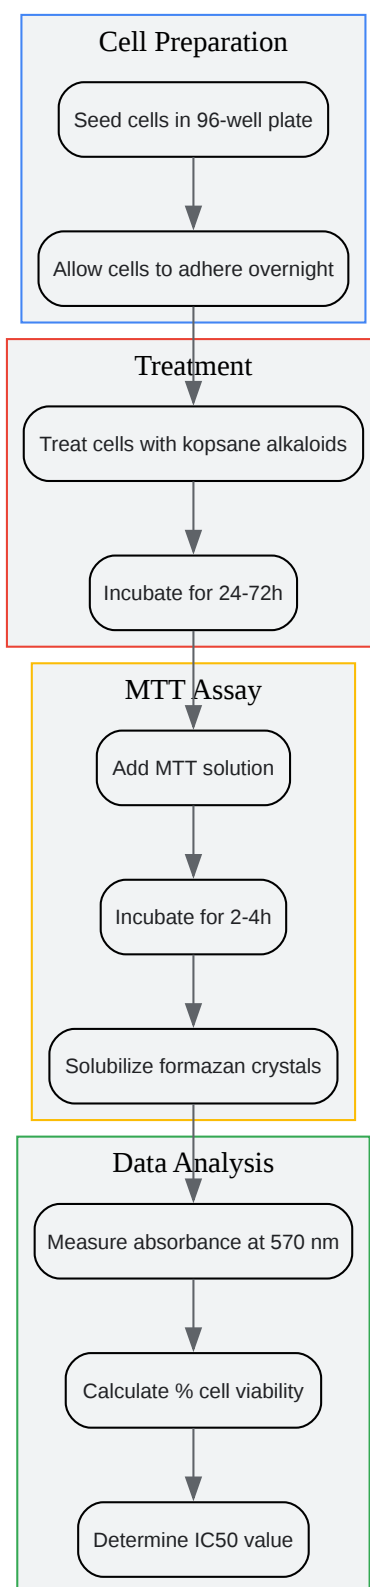 Cell Preparation
Seed cells in 96-well plate
Allow cells to adhere overnight
Treatment
Treat cells with kopsane alkaloids
Incubate for 24-72h
MTT Assay
Add MTT solution
Incubate for 2-4h
Solubilize formazan crystals
Data Analysis
Measure absorbance at 570 nm
Calculate % cell viability
Determine IC50 value